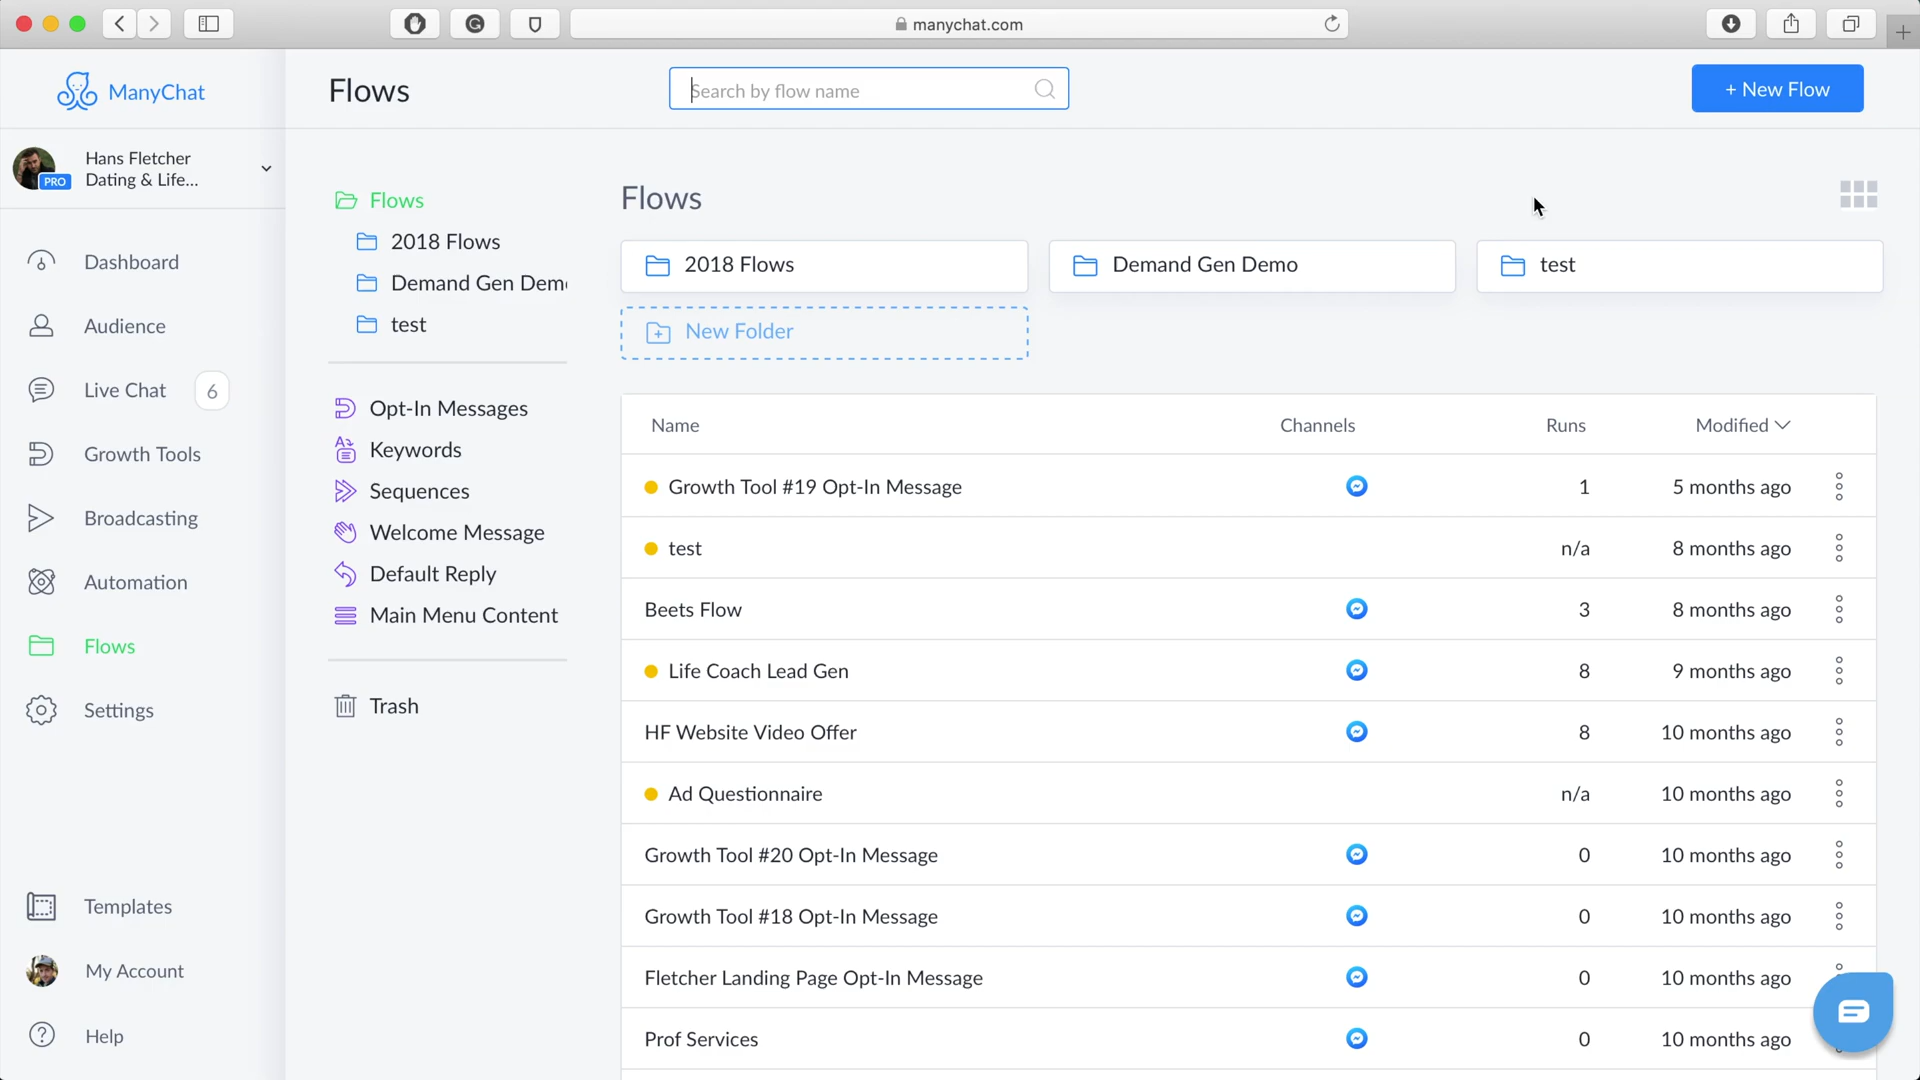 manychat.com
ManyChat
Flows
Search by flow name
+ New Flow
Hans Fletcher
Dating & Life...
PRO
Dashboard
Audience
Live Chat 6
Growth Tools
Broadcasting
Automation
Flows
Settings
Templates
My Account
Help
Flows
2018 Flows
Demand Gen Dem
test
Opt-In Messages
Keywords
Sequences
Welcome Message
Default Reply
Main Menu Content
Trash
Flows
2018 Flows Demand Gen Demo test
New Folder
Name Channels Runs Modified
Growth Tool #19 Opt-In Message 1 5 months ago
test n/a 8 months ago
Beets Flow 3 8 months ago
Life Coach Lead Gen 8 9 months ago
HF Website Video Offer 8 10 months ago
Ad Questionnaire n/a 10 months ago
Growth Tool #20 Opt-In Message 0 10 months ago
Growth Tool #18 Opt-In Message 0 10 months ago
Fletcher Landing Page Opt-In Message 0 10 months ago
Prof Services 0 10 months ago